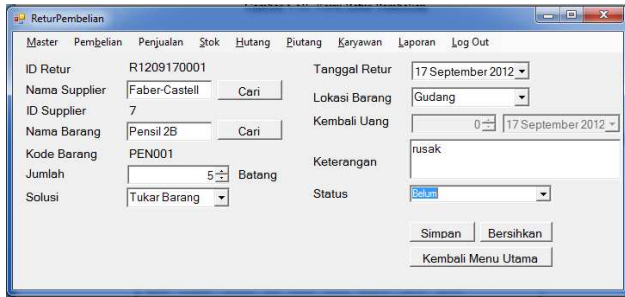 ReturPembelian
Master Pembelian Penjualan Stok Hutang Piutang Karyawan Laporan Log Out
ID Retur R1209170001
Nama Supplier Faber-Castell Cari
ID Supplier 7
Nama Barang Pensil 2B Cari
Kode Barang PEN001
Jumlah 5 Batang
Solusi Tukar Barang
Tanggal Retur 17 September 2012
Lokasi Barang Gudang
Kembali Uang 0 17 September 2012
Keterangan rusak
Status Belum
Simpan Bersihkan
Kembali Menu Utama